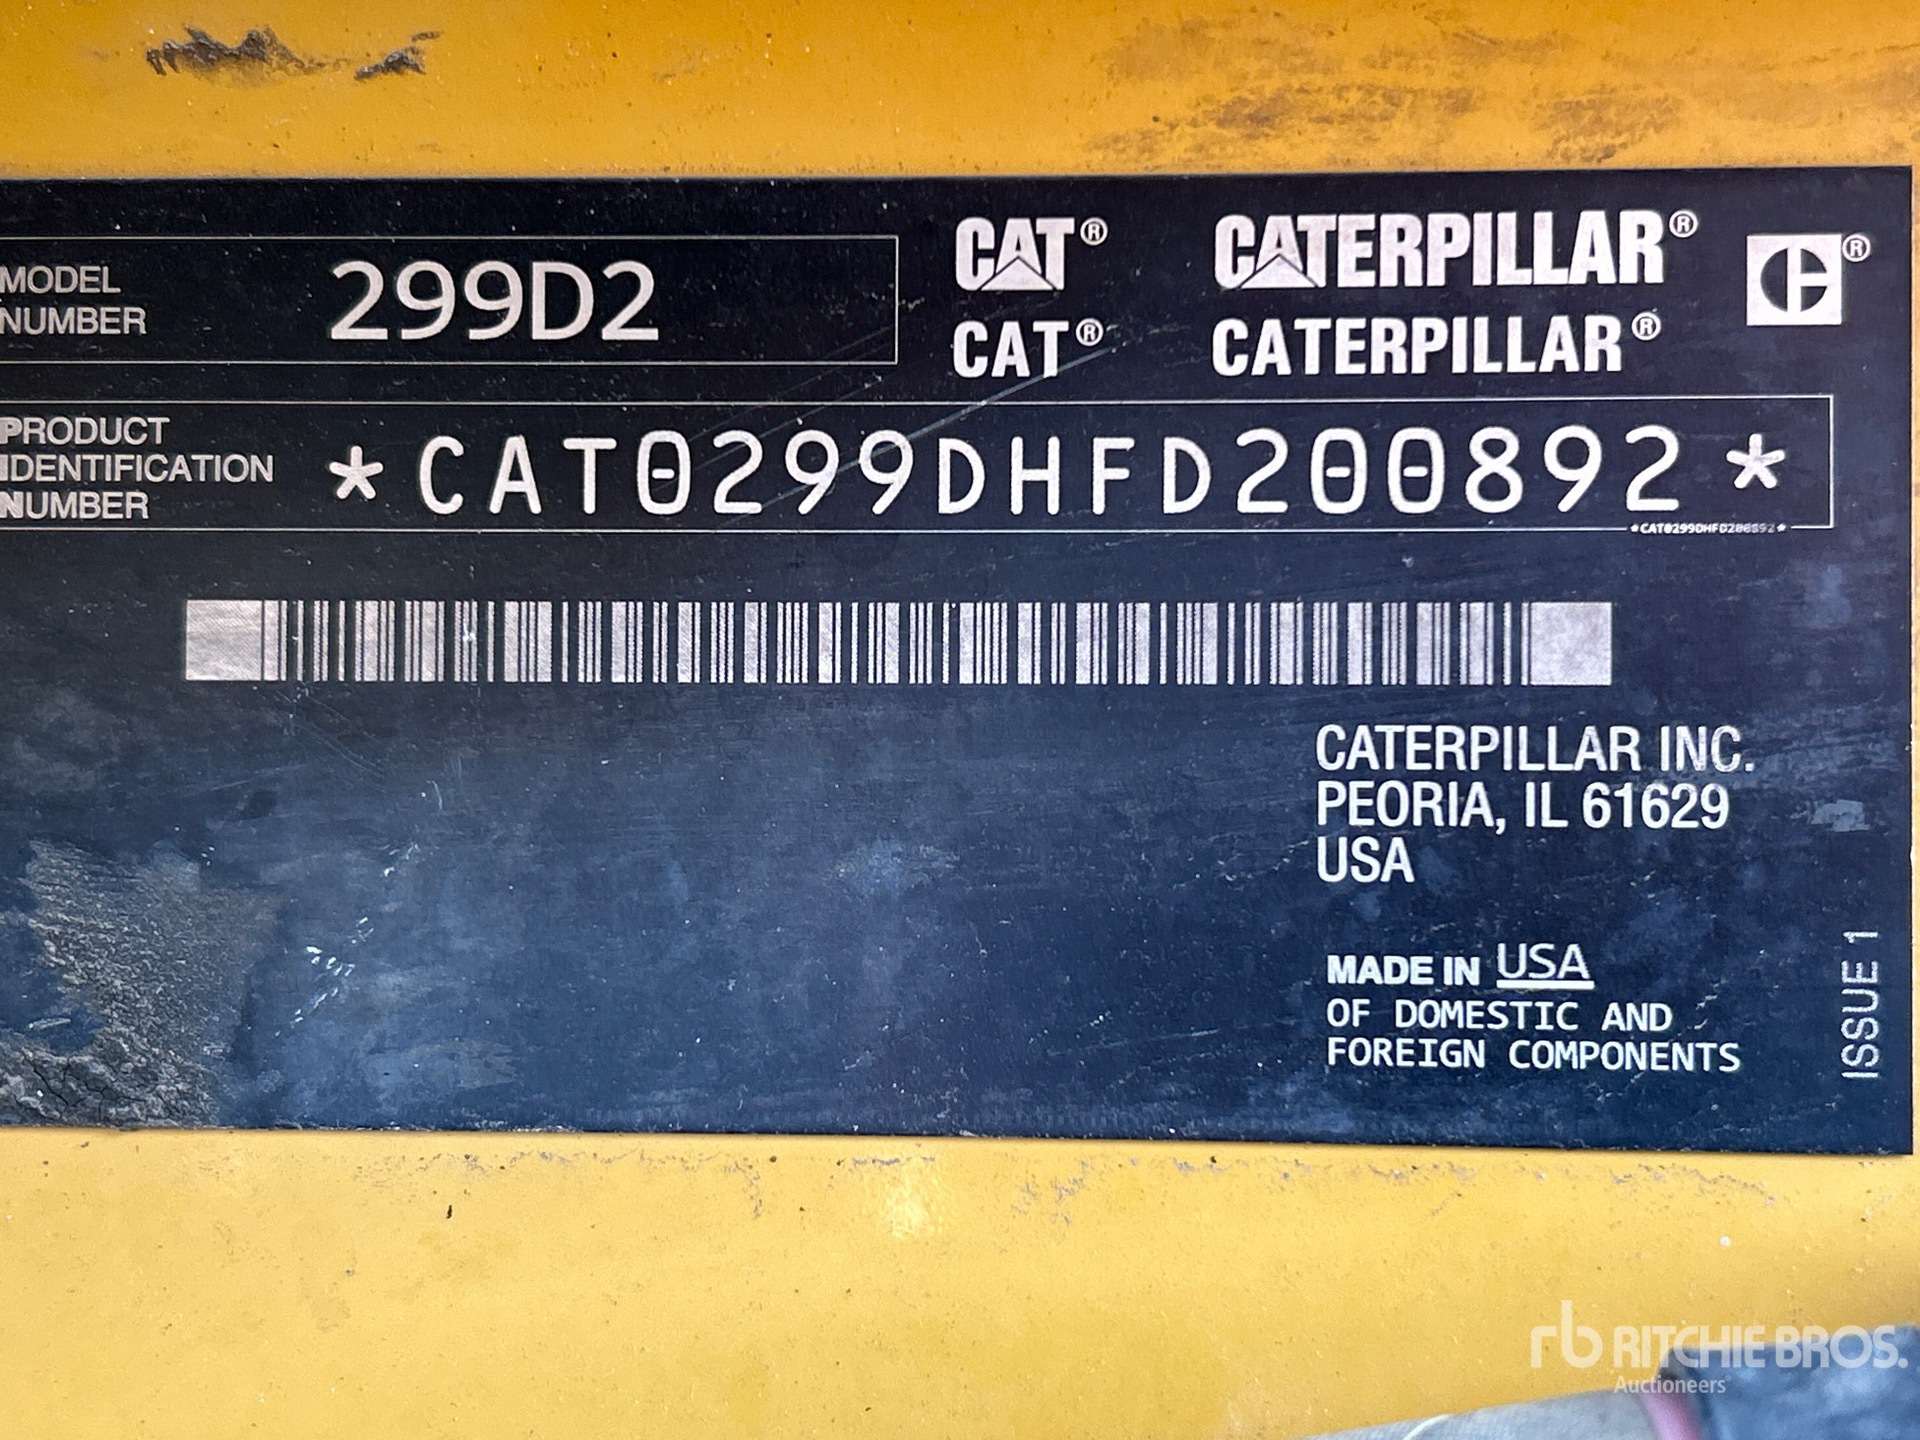 MODEL
NUMBER
299D2
CAT® CATERPILLAR®
CAT® CATERPILLAR®
PRODUCT
IDENTIFICATION
NUMBER
*CAT0299DHFD200892*
*CAT0299DHFD200892*
CATERPILLAR INC.
PEORIA, IL 61629
USA
MADE IN USA
OF DOMESTIC AND
FOREIGN COMPONENTS
ISSUE 1
rb RITCHIE BROS.
Auctioneers